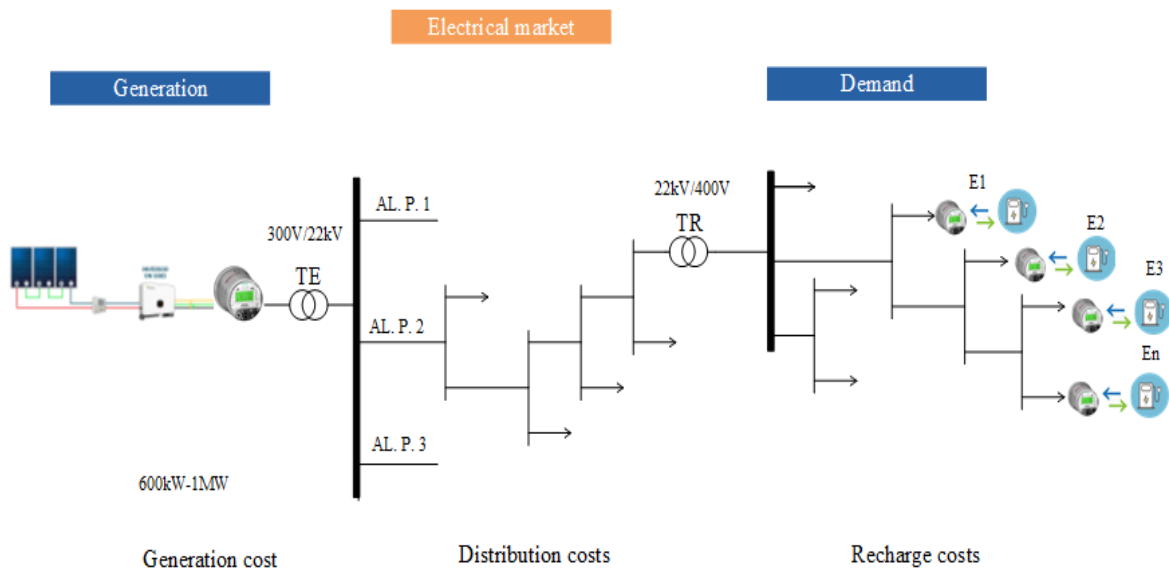 Electrical market
Generation
Demand
22kV/400V
TR
E1
E2
E3
En
AL. P. 1
300V/22kV
TE
AL. P. 2
AL. P. 3
600kW-1MW
Generation cost
Distribution costs
Recharge costs